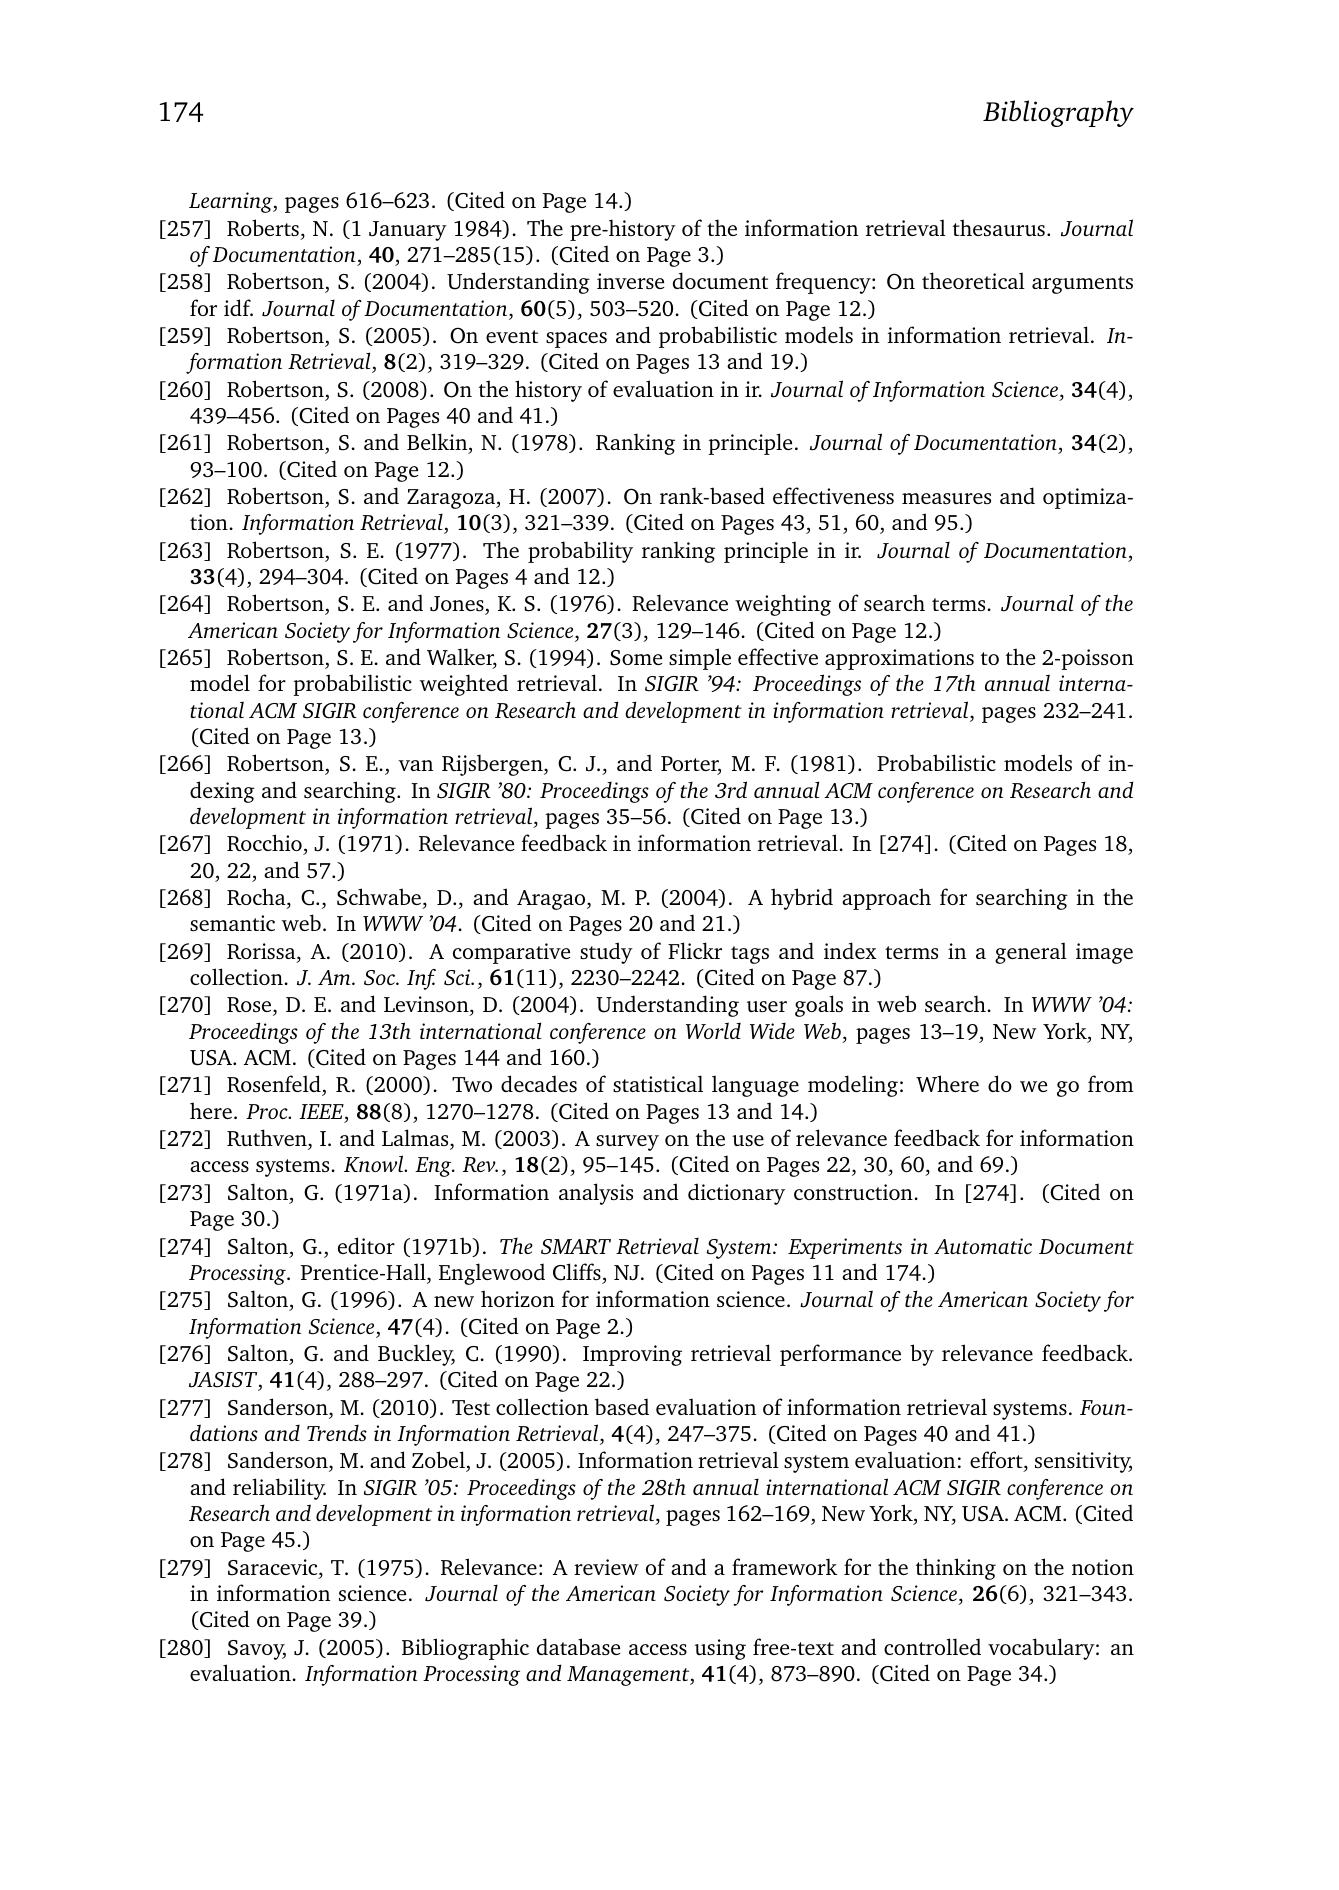 174
Bibliography
Learning, pages 616–623. (Cited on Page 14.)
[257] Roberts, N. (1 January 1984). The pre-history of the information retrieval thesaurus. Journal
of Documentation, 40, 271–285(15). (Cited on Page 3.)
[258] Robertson, S. (2004). Understanding inverse document frequency: On theoretical arguments
for idf. Journal of Documentation, 60(5), 503–520. (Cited on Page 12.)
[259] Robertson, S. (2005). On event spaces and probabilistic models in information retrieval. In-
formation Retrieval, 8(2), 319–329. (Cited on Pages 13 and 19.)
[260] Robertson, S. (2008). On the history of evaluation in ir. Journal of Information Science, 34(4),
439–456. (Cited on Pages 40 and 41.)
[261] Robertson, S. and Belkin, N. (1978). Ranking in principle. Journal of Documentation, 34(2),
93–100. (Cited on Page 12.)
[262] Robertson, S. and Zaragoza, H. (2007). On rank-based effectiveness measures and optimiza-
tion. Information Retrieval, 10(3), 321–339. (Cited on Pages 43, 51, 60, and 95.)
[263] Robertson, S. E. (1977). The probability ranking principle in ir. Journal of Documentation,
33(4), 294–304. (Cited on Pages 4 and 12.)
[264] Robertson, S. E. and Jones, K. S. (1976). Relevance weighting of search terms. Journal of the
American Society for Information Science, 27(3), 129–146. (Cited on Page 12.)
[265] Robertson, S. E. and Walker, S. (1994). Some simple effective approximations to the 2-poisson
model for probabilistic weighted retrieval. In SIGIR ’94: Proceedings of the 17th annual interna-
tional ACM SIGIR conference on Research and development in information retrieval, pages 232–241.
(Cited on Page 13.)
[266] Robertson, S. E., van Rijsbergen, C. J., and Porter, M. F. (1981). Probabilistic models of in-
dexing and searching. In SIGIR ’80: Proceedings of the 3rd annual ACM conference on Research and
development in information retrieval, pages 35–56. (Cited on Page 13.)
[267] Rocchio, J. (1971). Relevance feedback in information retrieval. In [274]. (Cited on Pages 18,
20, 22, and 57.)
[268] Rocha, C., Schwabe, D., and Aragao, M. P. (2004). A hybrid approach for searching in the
semantic web. In WWW ’04. (Cited on Pages 20 and 21.)
[269] Rorissa, A. (2010). A comparative study of Flickr tags and index terms in a general image
collection. J. Am. Soc. Inf. Sci., 61(11), 2230–2242. (Cited on Page 87.)
[270] Rose, D. E. and Levinson, D. (2004). Understanding user goals in web search. In WWW ’04:
Proceedings of the 13th international conference on World Wide Web, pages 13–19, New York, NY,
USA. ACM. (Cited on Pages 144 and 160.)
[271] Rosenfeld, R. (2000). Two decades of statistical language modeling: Where do we go from
here. Proc. IEEE, 88(8), 1270–1278. (Cited on Pages 13 and 14.)
[272] Ruthven, I. and Lalmas, M. (2003). A survey on the use of relevance feedback for information
access systems. Knowl. Eng. Rev., 18(2), 95–145. (Cited on Pages 22, 30, 60, and 69.)
[273] Salton, G. (1971a). Information analysis and dictionary construction. In [274]. (Cited on
Page 30.)
[274] Salton, G., editor (1971b). The SMART Retrieval System: Experiments in Automatic Document
Processing. Prentice-Hall, Englewood Cliffs, NJ. (Cited on Pages 11 and 174.)
[275] Salton, G. (1996). A new horizon for information science. Journal of the American Society for
Information Science, 47(4). (Cited on Page 2.)
[276] Salton, G. and Buckley, C. (1990). Improving retrieval performance by relevance feedback.
JASIST, 41(4), 288–297. (Cited on Page 22.)
[277] Sanderson, M. (2010). Test collection based evaluation of information retrieval systems. Foun-
dations and Trends in Information Retrieval, 4(4), 247–375. (Cited on Pages 40 and 41.)
[278] Sanderson, M. and Zobel, J. (2005). Information retrieval system evaluation: effort, sensitivity,
and reliability. In SIGIR ’05: Proceedings of the 28th annual international ACM SIGIR conference on
Research and development in information retrieval, pages 162–169, New York, NY, USA. ACM. (Cited
on Page 45.)
[279] Saracevic, T. (1975). Relevance: A review of and a framework for the thinking on the notion
in information science. Journal of the American Society for Information Science, 26(6), 321–343.
(Cited on Page 39.)
[280] Savoy, J. (2005). Bibliographic database access using free-text and controlled vocabulary: an
evaluation. Information Processing and Management, 41(4), 873–890. (Cited on Page 34.)